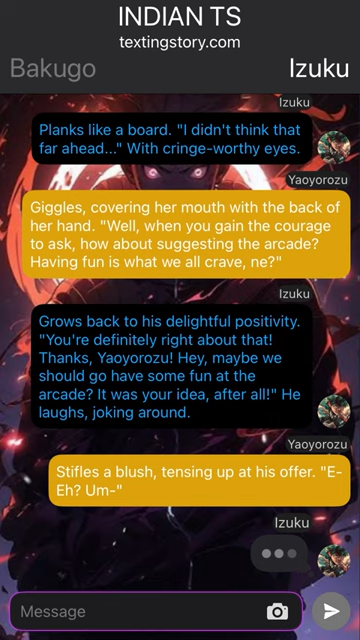 INDIAN TS
textingstory.com
Bakugo
Izuku
Izuku
Planks like a board. "I didn't think that
far ahead..." With cringe-worthy eyes.
Yaoyorozu
Giggles, covering her mouth with the back of
her hand. "Well, when you gain the courage
to ask, how about suggesting the arcade?
Having fun is what we all crave, ne?"
Izuku
Grows back to his delightful positivity.
"You're definitely right about that!
Thanks, Yaoyorozu! Hey, maybe we
should go have some fun at the
arcade? It was your idea, after all!" He
laughs, joking around.
Yaoyorozu
Stifles a blush, tensing up at his offer. "E-
Eh? Um-"
Izuku
Message